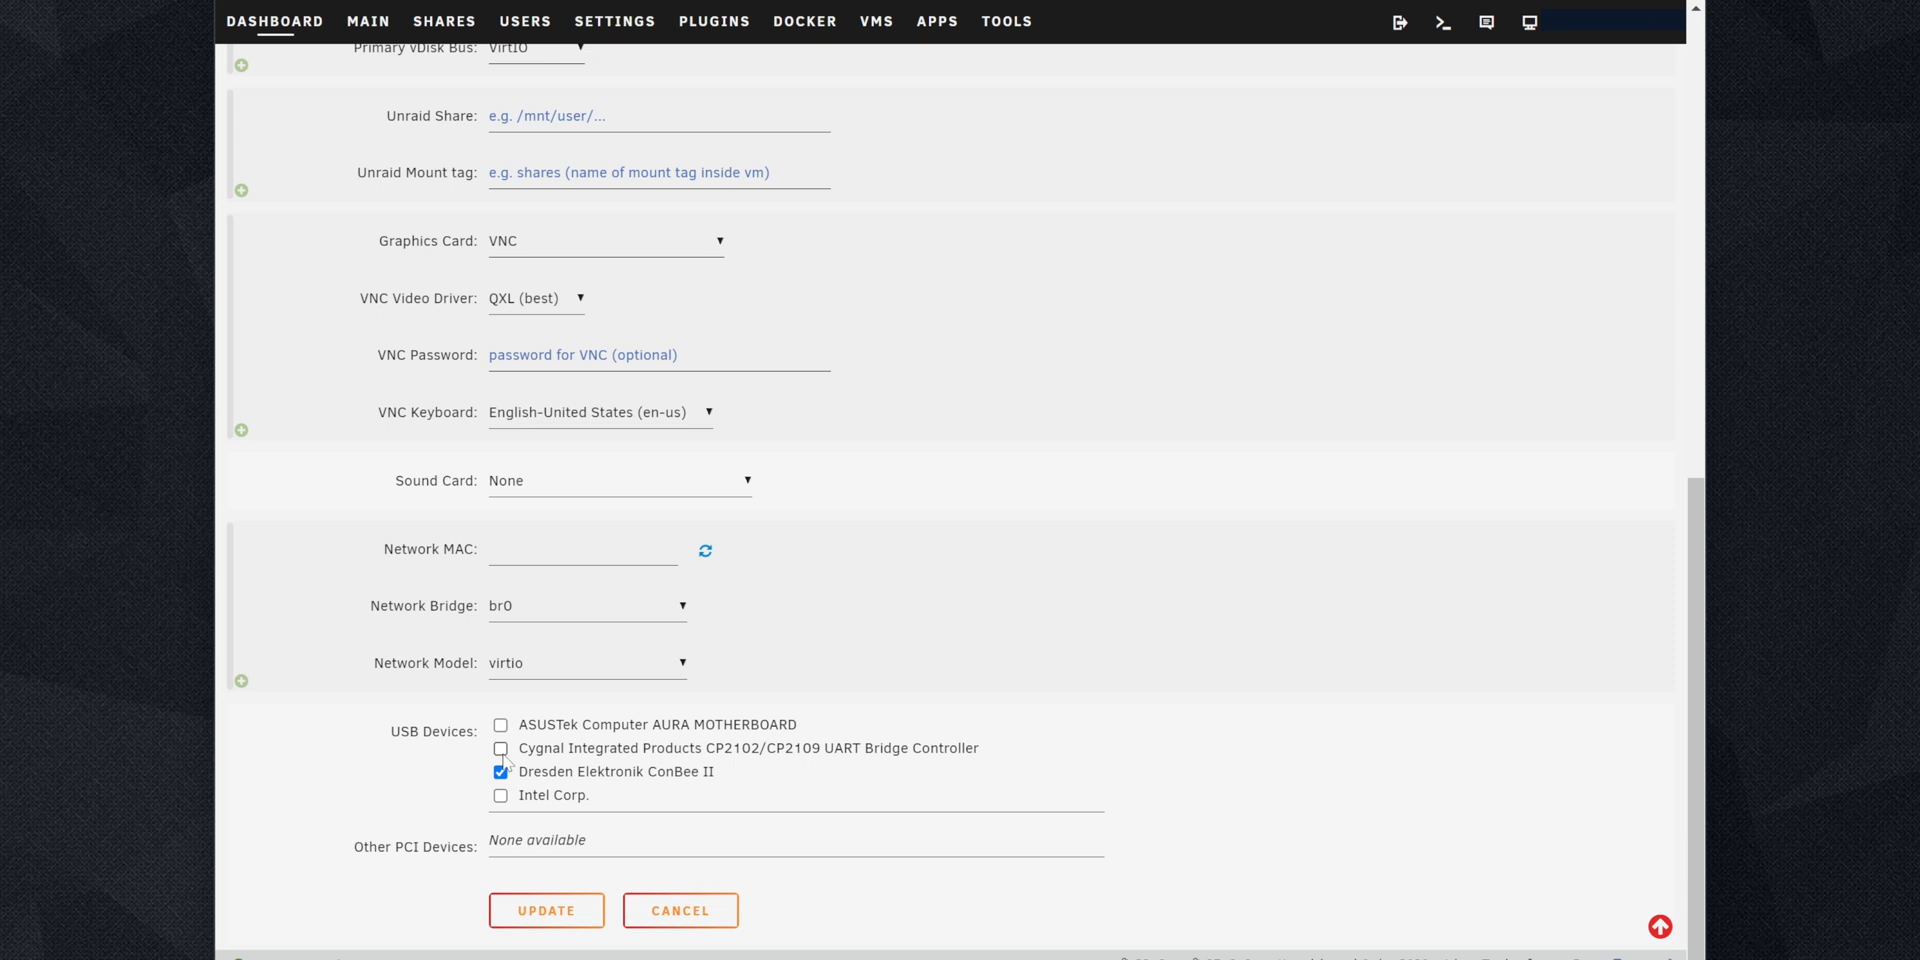 DASHBOARD MAIN SHARES USERS SETTINGS PLUGINS DOCKER VMS APPS TOOLS
Primary vDisk Bus: VirtIO
Unraid Share: e.g. /mnt/user/...
Unraid Mount tag: e.g. shares (name of mount tag inside vm)
Graphics Card: VNC
VNC Video Driver: QXL (best)
VNC Password: password for VNC (optional)
VNC Keyboard: English-United States (en-us)
Sound Card: None
Network MAC:
Network Bridge: br0
Network Model: virtio
USB Devices: ASUSTek Computer AURA MOTHERBOARD
Cygnal Integrated Products CP2102/CP2109 UART Bridge Controller
Dresden Elektronik ConBee II
Intel Corp.
Other PCI Devices: None available
UPDATE CANCEL